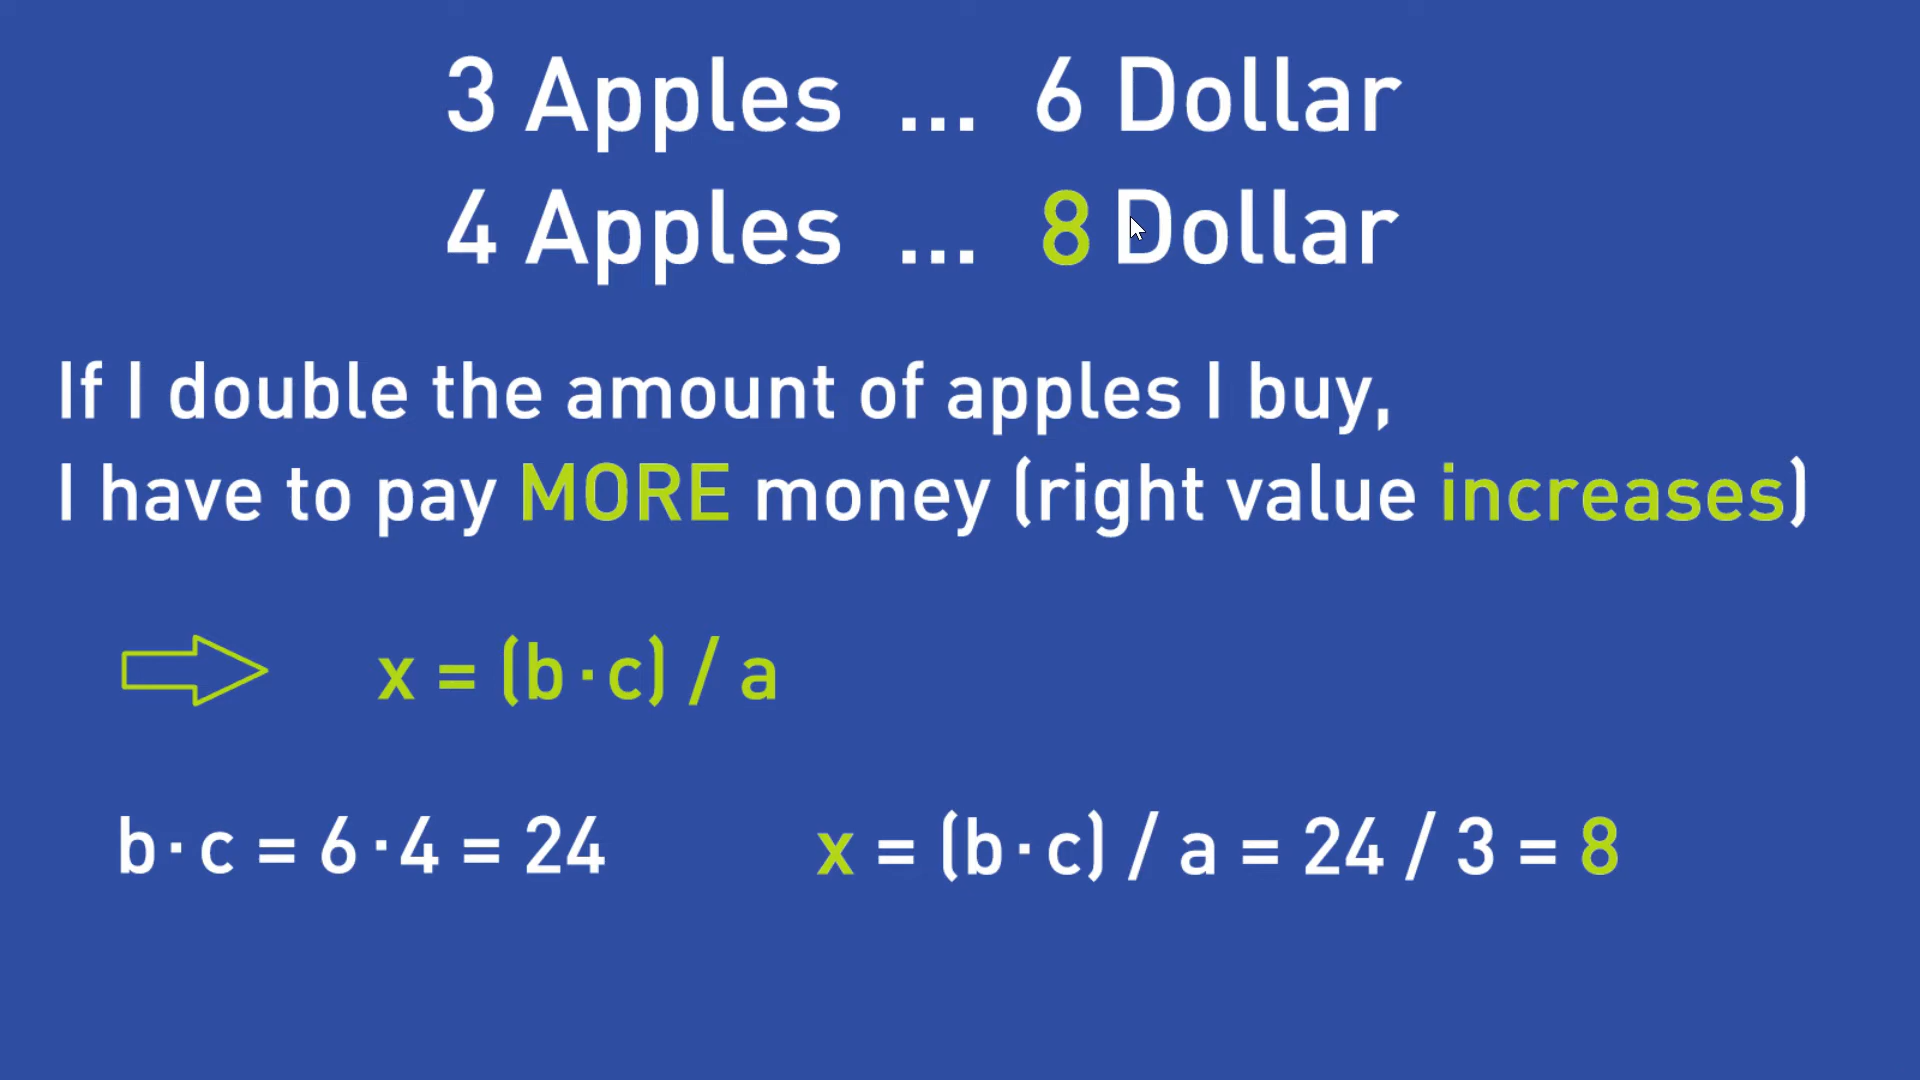 3 Apples ... 6 Dollar
4 Apples ... 8 Dollar
If I double the amount of apples I buy,
I have to pay MORE money (right value increases)
x = (b·c) / a
b·c = 6·4 = 24
x = (b·c) / a = 24 / 3 = 8